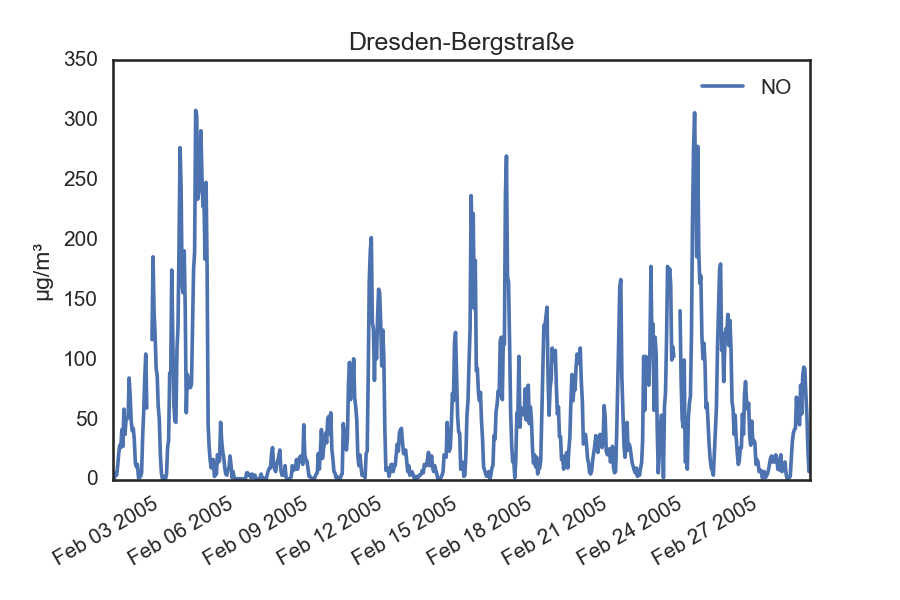 Dresden-Bergstraße
350
300
250
200
150
100
50
0
µg/m³
NO
Feb 03 2005
Feb 06 2005
Feb 09 2005
Feb 12 2005
Feb 15 2005
Feb 18 2005
Feb 21 2005
Feb 24 2005
Feb 27 2005